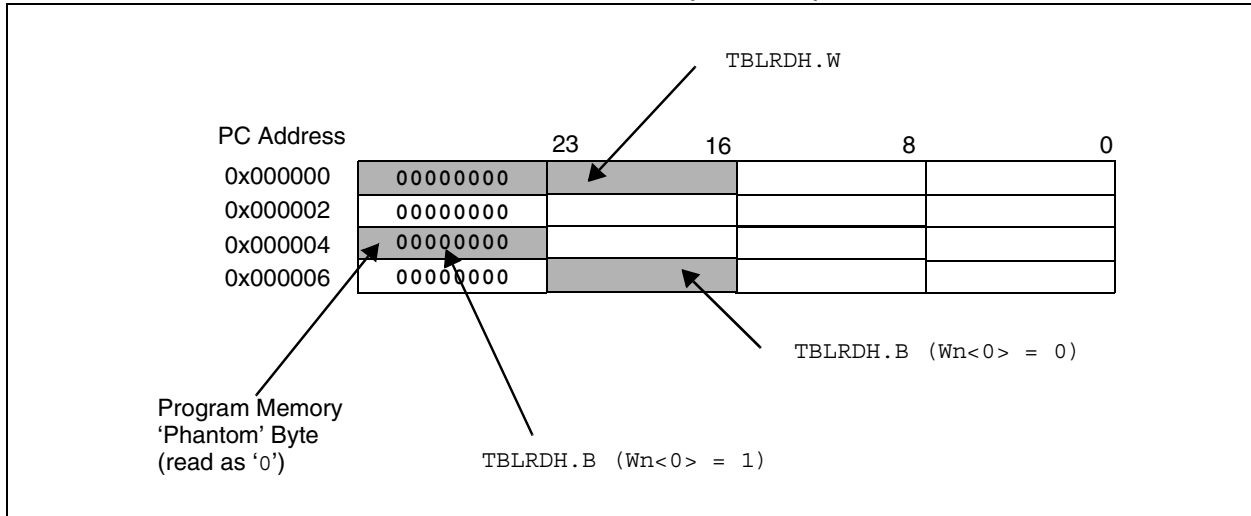 TBLRDH.W
PC Address
23 16 8 0
0x000000 00000000
0x000002 00000000
0x000004 00000000
0x000006 00000000
TBLRDH.B (Wn<0> = 0)
Program Memory
‘Phantom’ Byte
(read as ‘0’)
TBLRDH.B (Wn<0> = 1)